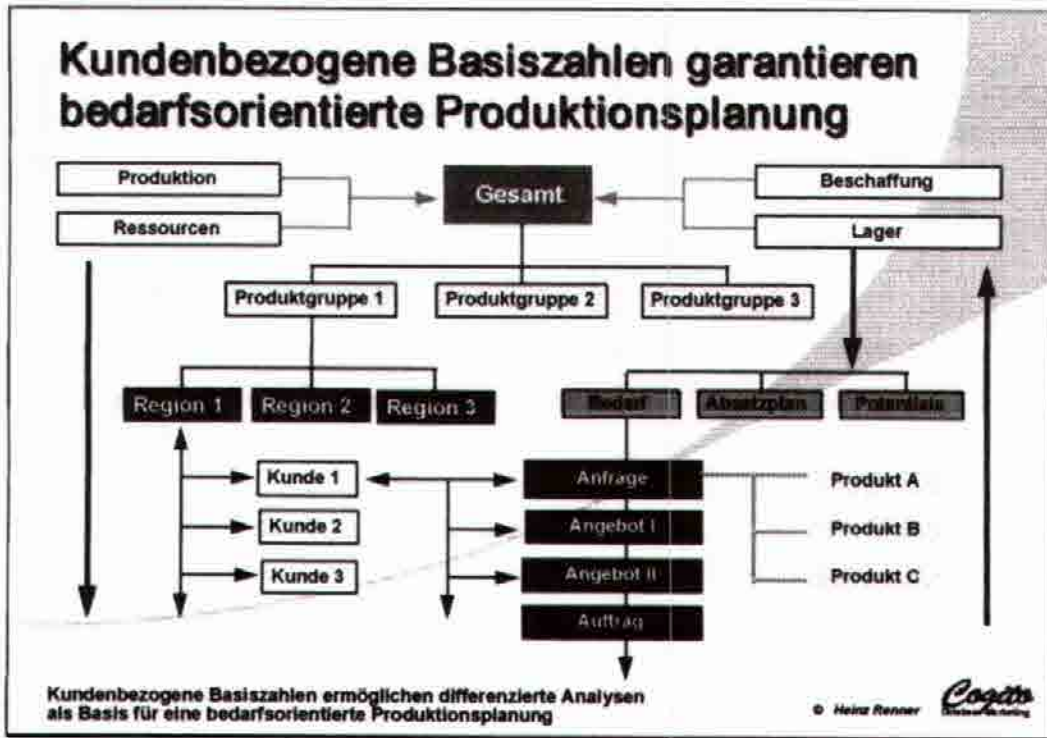 Kundenbezogene Basiszahlen garantieren
bedarfsorientierte Produktionsplanung
Produktion
Gesamt
Beschaffung
Ressourcen
Lager
Produktgruppe 1
Produktgruppe 2
Produktgruppe 3
Region 1
Region 2
Region 3
Bedarf
Absatzplan
Potentiale
Kunde 1
Anfrage
Produkt A
Kunde 2
Angebot I
Produkt B
Kunde 3
Angebot II
Produkt C
Auftrag
Kundenbezogene Basiszahlen ermöglichen differenzierte Analysen
als Basis für eine bedarfsorientierte Produktionsplanung
© Heinz Renner
Cogito